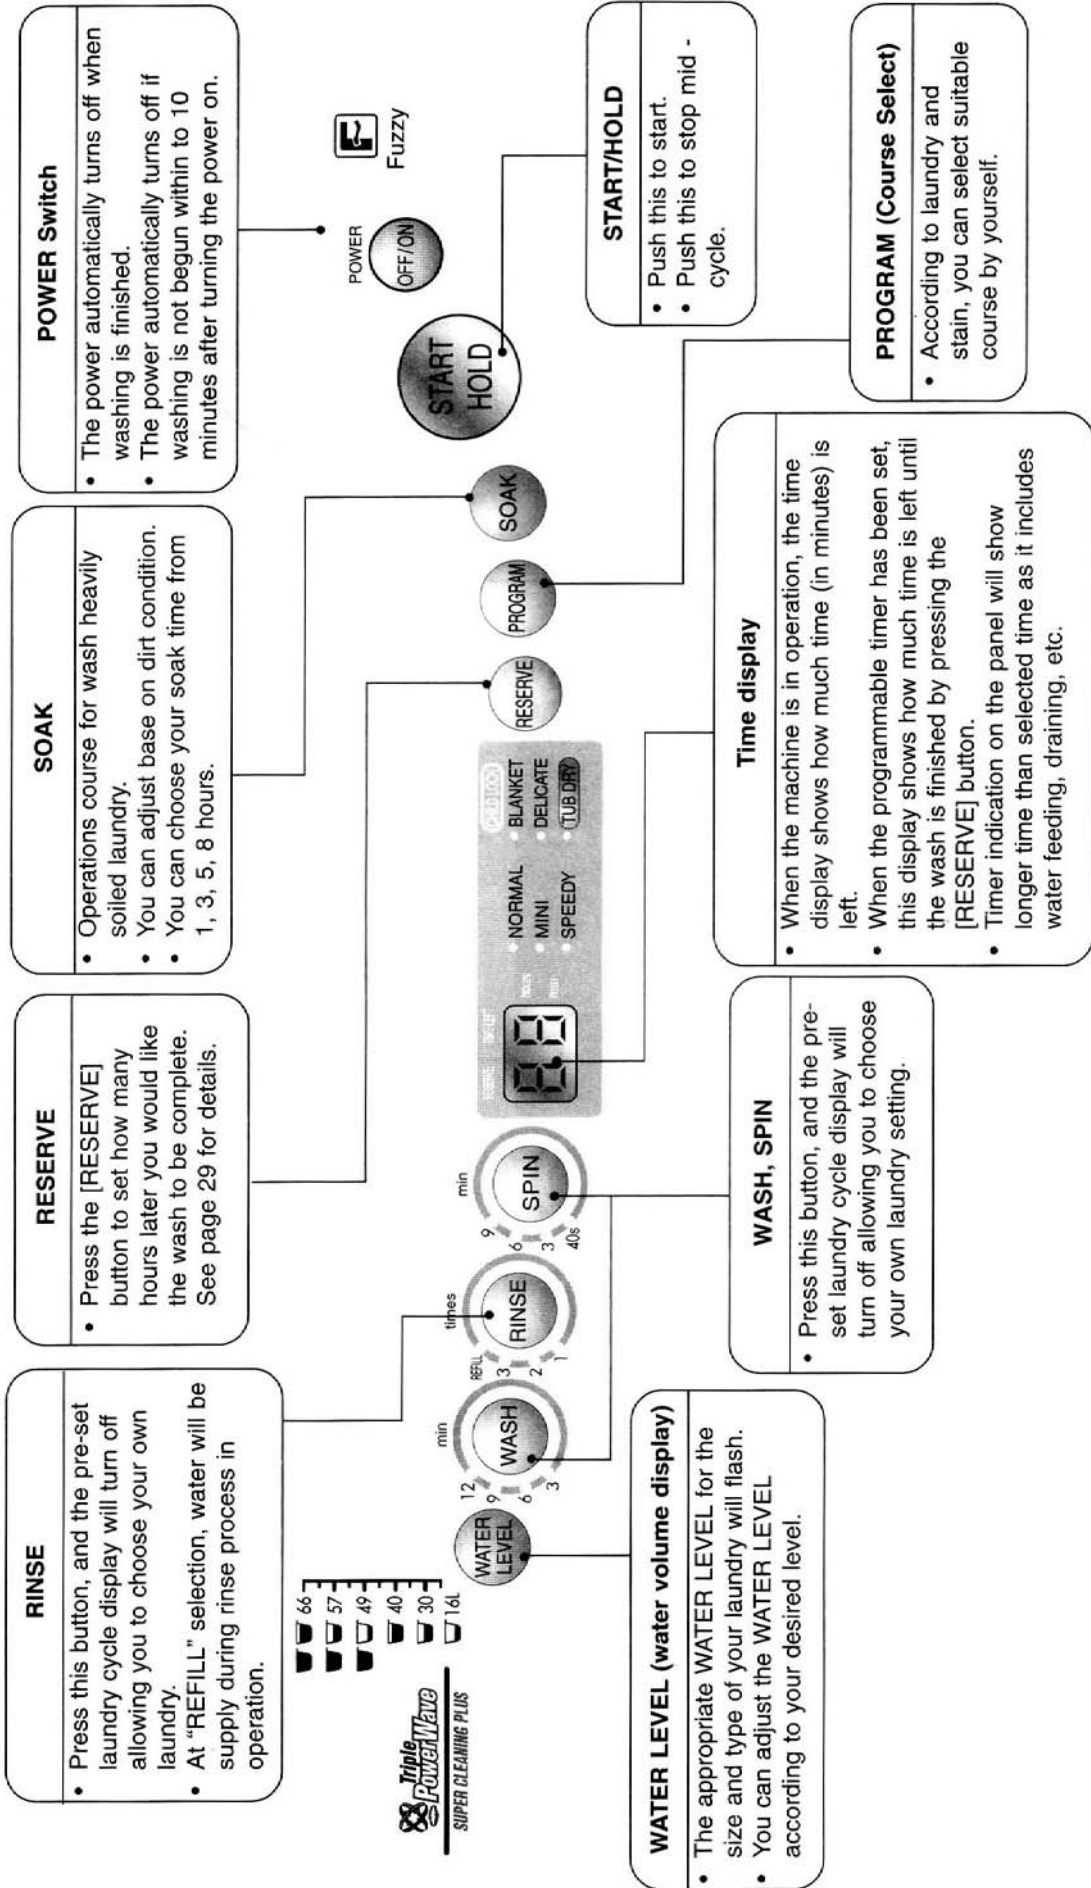 RINSE
• Press this button, and the pre-set
laundry cycle display will turn off
allowing you to choose your own
laundry.
• At “REFILL” selection, water will be
supply during rinse process in
operation.
RESERVE
• Press the [RESERVE]
button to set how many
hours later you would like
the wash to be complete.
See page 29 for details.
SOAK
• Operations course for wash heavily
soiled laundry.
• You can adjust base on dirt condition.
• You can choose your soak time from
1, 3, 5, 8 hours.
POWER Switch
• The power automatically turns off when
washing is finished.
• The power automatically turns off if
washing is not begun within to 10
minutes after turning the power on.
Triple
PowerWave
SUPER CLEANING PLUS
66
57
49
40
30
16L
WATER
LEVEL
min
12
9
6
3
WASH
times
REFILL
3
2
1
RINSE
min
9
6
3
40s
SPIN
NORMAL
MINI
SPEEDY
CHILD LOCK
BLANKET
DELICATE
TUB DRY
RESERVE
PROGRAM
SOAK
START
HOLD
POWER
OFF/ON
Fuzzy
WATER LEVEL (water volume display)
• The appropriate WATER LEVEL for the
size and type of your laundry will flash.
• You can adjust the WATER LEVEL
according to your desired level.
WASH, SPIN
• Press this button, and the pre-
set laundry cycle display will
turn off allowing you to choose
your own laundry setting.
Time display
• When the machine is in operation, the time
display shows how much time (in minutes) is
left.
• When the programmable timer has been set,
this display shows how much time is left until
the wash is finished by pressing the
[RESERVE] button.
• Timer indication on the panel will show
longer time than selected time as it includes
water feeding, draining, etc.
START/HOLD
• Push this to start.
• Push this to stop mid -
cycle.
PROGRAM (Course Select)
• According to laundry and
stain, you can select suitable
course by yourself.